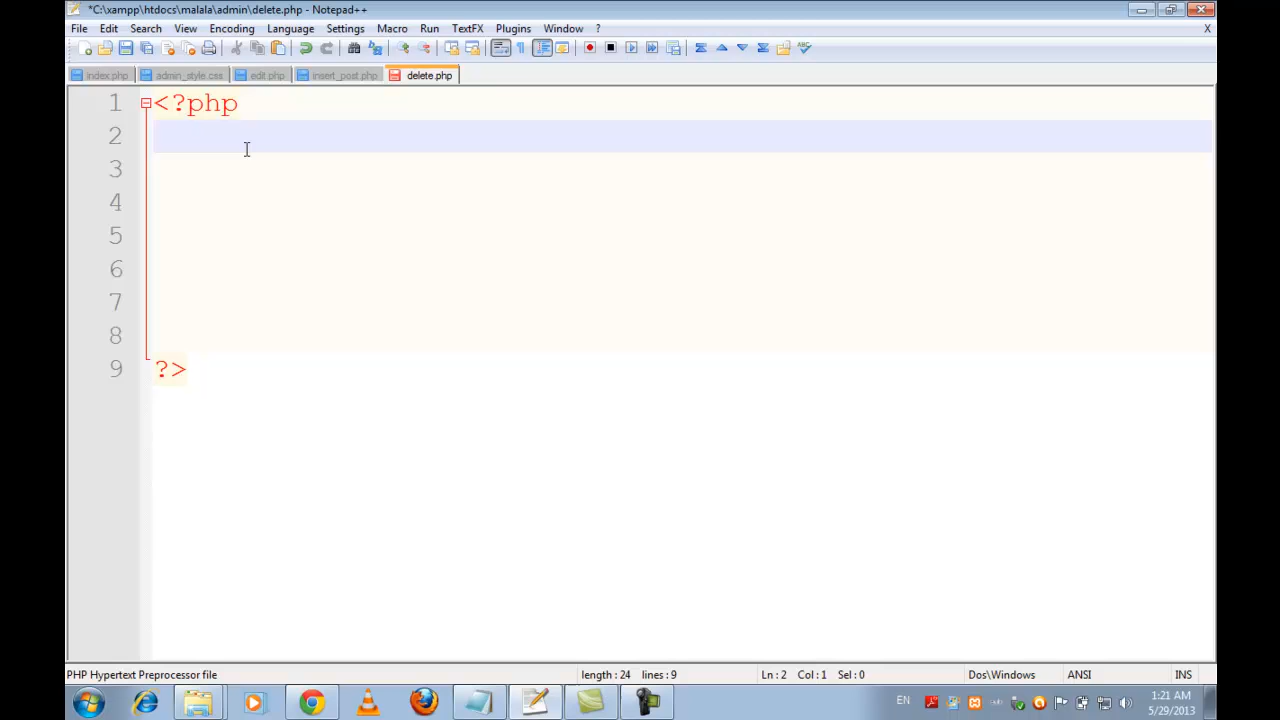 *C:\xampp\htdocs\malala\admin\delete.php - Notepad++
File Edit Search View Encoding Language Settings Macro Run TextFX Plugins Window ? X
index.php admin_style.css edit.php insert_post.php delete.php
1 <?php
2
3
4
5
6
7
8
9 ?>
PHP Hypertext Preprocessor file length : 24 lines : 9 Ln : 2 Col : 1 Sel : 0 Dos\Windows ANSI INS
EN 1:21 AM
5/29/2013